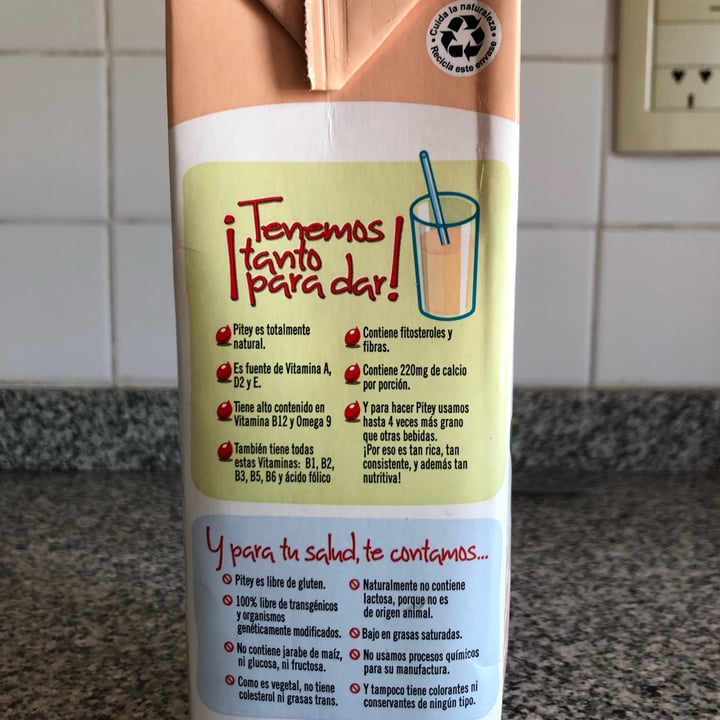 Cuida la naturaleza
Recicla este envase
¡Tenemos
tanto
para dar!
Pitey es totalmente
natural.
Es fuente de Vitamina A,
D2 y E.
Tiene alto contenido en
Vitamina B12 y Omega 9
También tiene todas
estas Vitaminas: B1, B2,
B3, B5, B6 y ácido fólico
Contiene fitosteroles y
fibras.
Contiene 220mg de calcio
por porción.
Y para hacer Pitey usamos
hasta 4 veces más grano
que otras bebidas.
¡Por eso es tan rica, tan
consistente, y además tan
nutritiva!
Y para tu salud, te contamos...
Pitey es libre de gluten.
100% libre de transgénicos
y organismos
genéticamente modificados.
No contiene jarabe de maíz,
ni glucosa, ni fructosa.
Como es vegetal, no tiene
colesterol ni grasas trans.
Naturalmente no contiene
lactosa, porque no es
de origen animal.
Bajo en grasas saturadas.
No usamos procesos químicos
para su manufactura.
Y tampoco tiene colorantes ni
conservantes de ningún tipo.